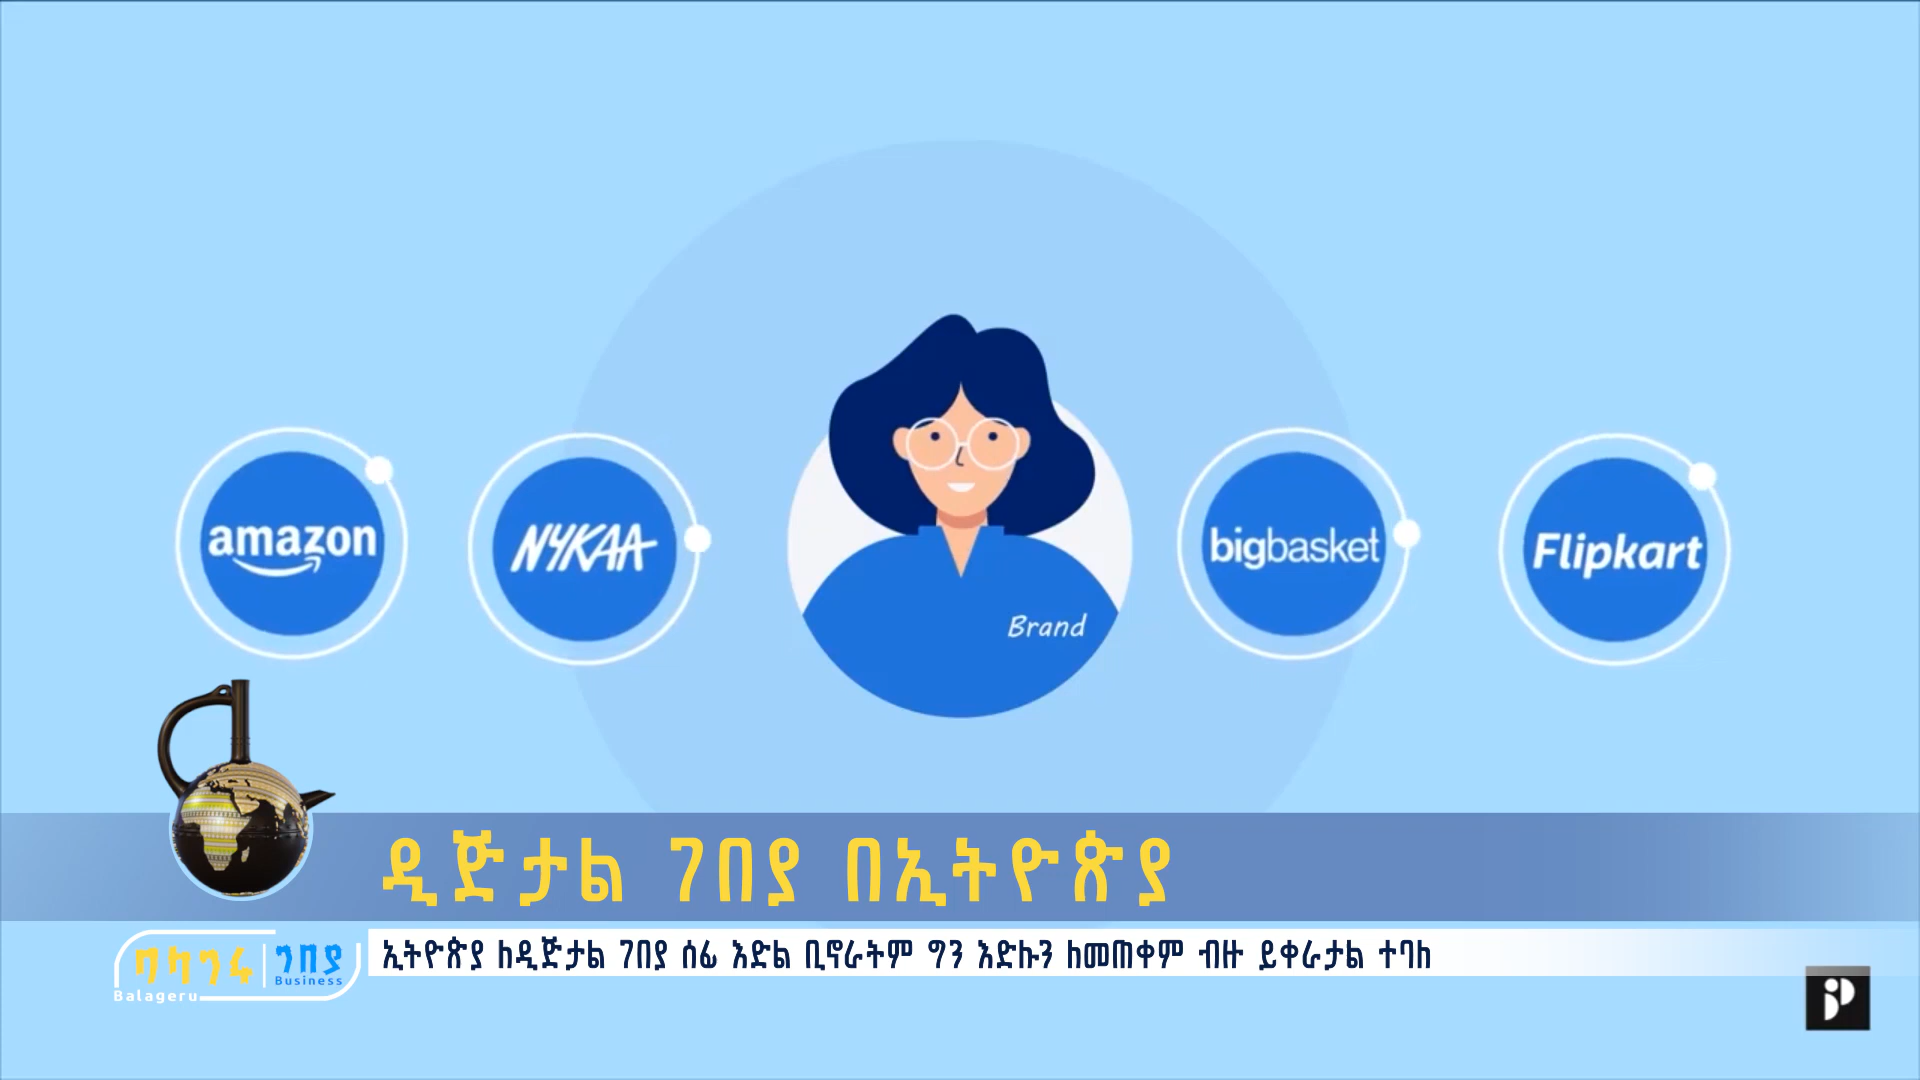 amazon
NYKAA
Brand
bigbasket
Flipkart
ዲጅታል ገበያ በኢትዮጵያ
ባላገሩ ገበያ
Business
Balageru
ኢትዮጵያ ለዲጅታል ገበያ ሰፊ እድል ቢኖራትም ግን እድሉን ለመጠቀም ብዙ ይቀራታል ተባለ